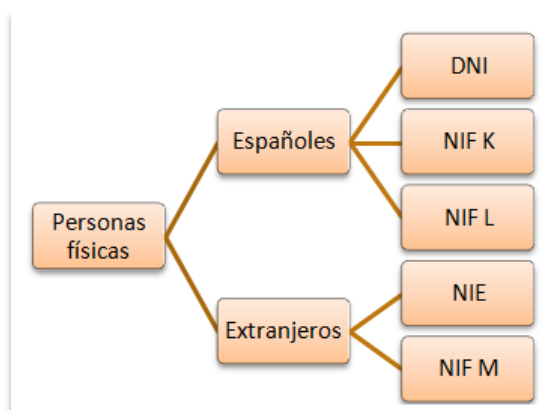 DNI
Españoles
NIF K
NIF L
Personas
físicas
NIE
Extranjeros
NIF M